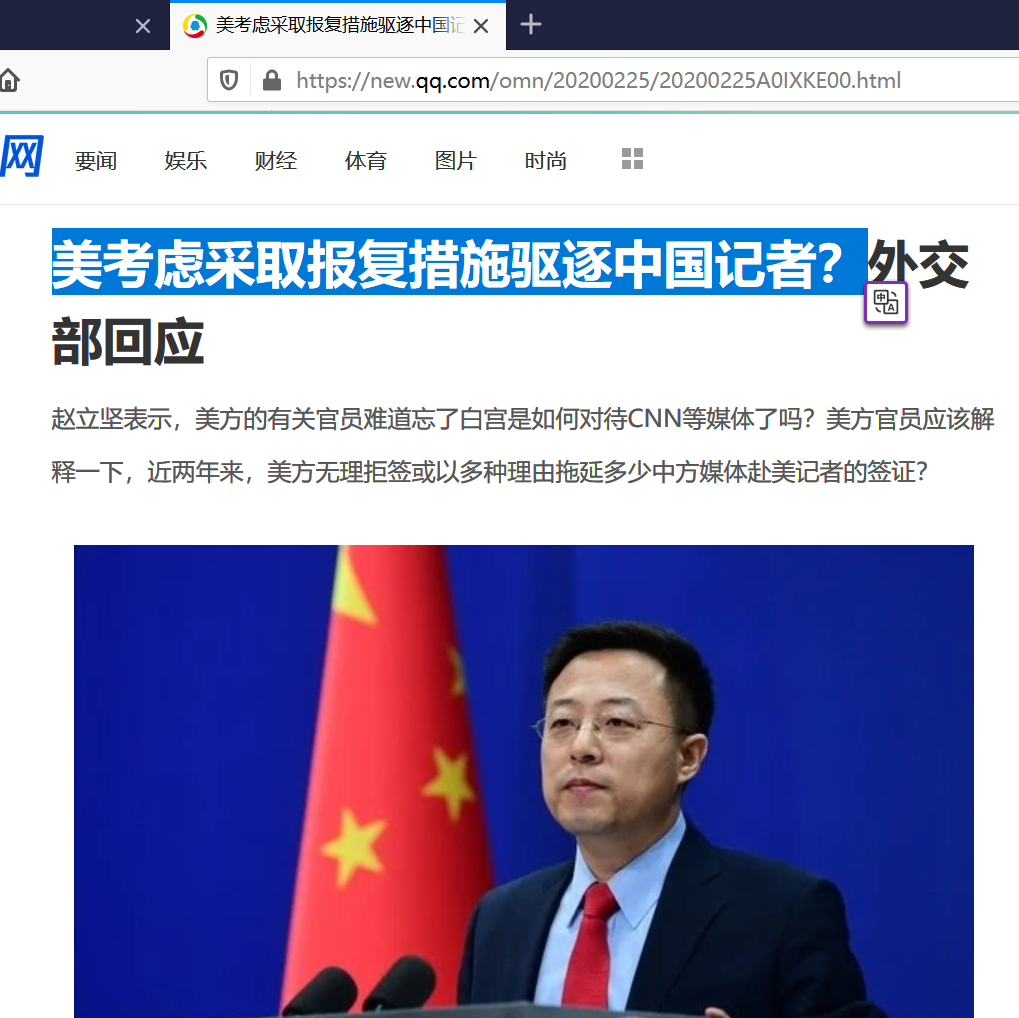 美考虑采取报复措施驱逐中国记
https://new.qq.com/omn/20200225/20200225A0IXKE00.html
网 要闻 娱乐 财经 体育 图片 时尚
美考虑采取报复措施驱逐中国记者？外交
部回应
中 A
赵立坚表示，美方的有关官员难道忘了白宫是如何对待CNN等媒体了吗？美方官员应该解
释一下，近两年来，美方无理拒签或以多种理由拖延多少中方媒体赴美记者的签证？